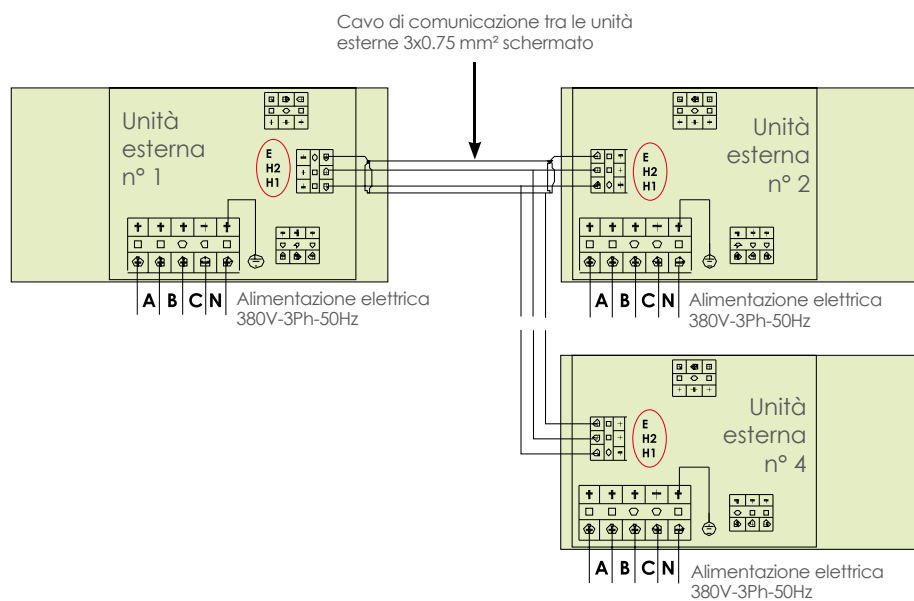 Cavo di comunicazione tra le unità
esterne 3x0.75 mm² schermato
Unità
esterna
n° 1
E
H2
H1
A B C N
Alimentazione elettrica
380V-3Ph-50Hz
Unità
esterna
n° 2
E
H2
H1
A B C N
Alimentazione elettrica
380V-3Ph-50Hz
Unità
esterna
n° 4
E
H2
H1
A B C N
Alimentazione elettrica
380V-3Ph-50Hz